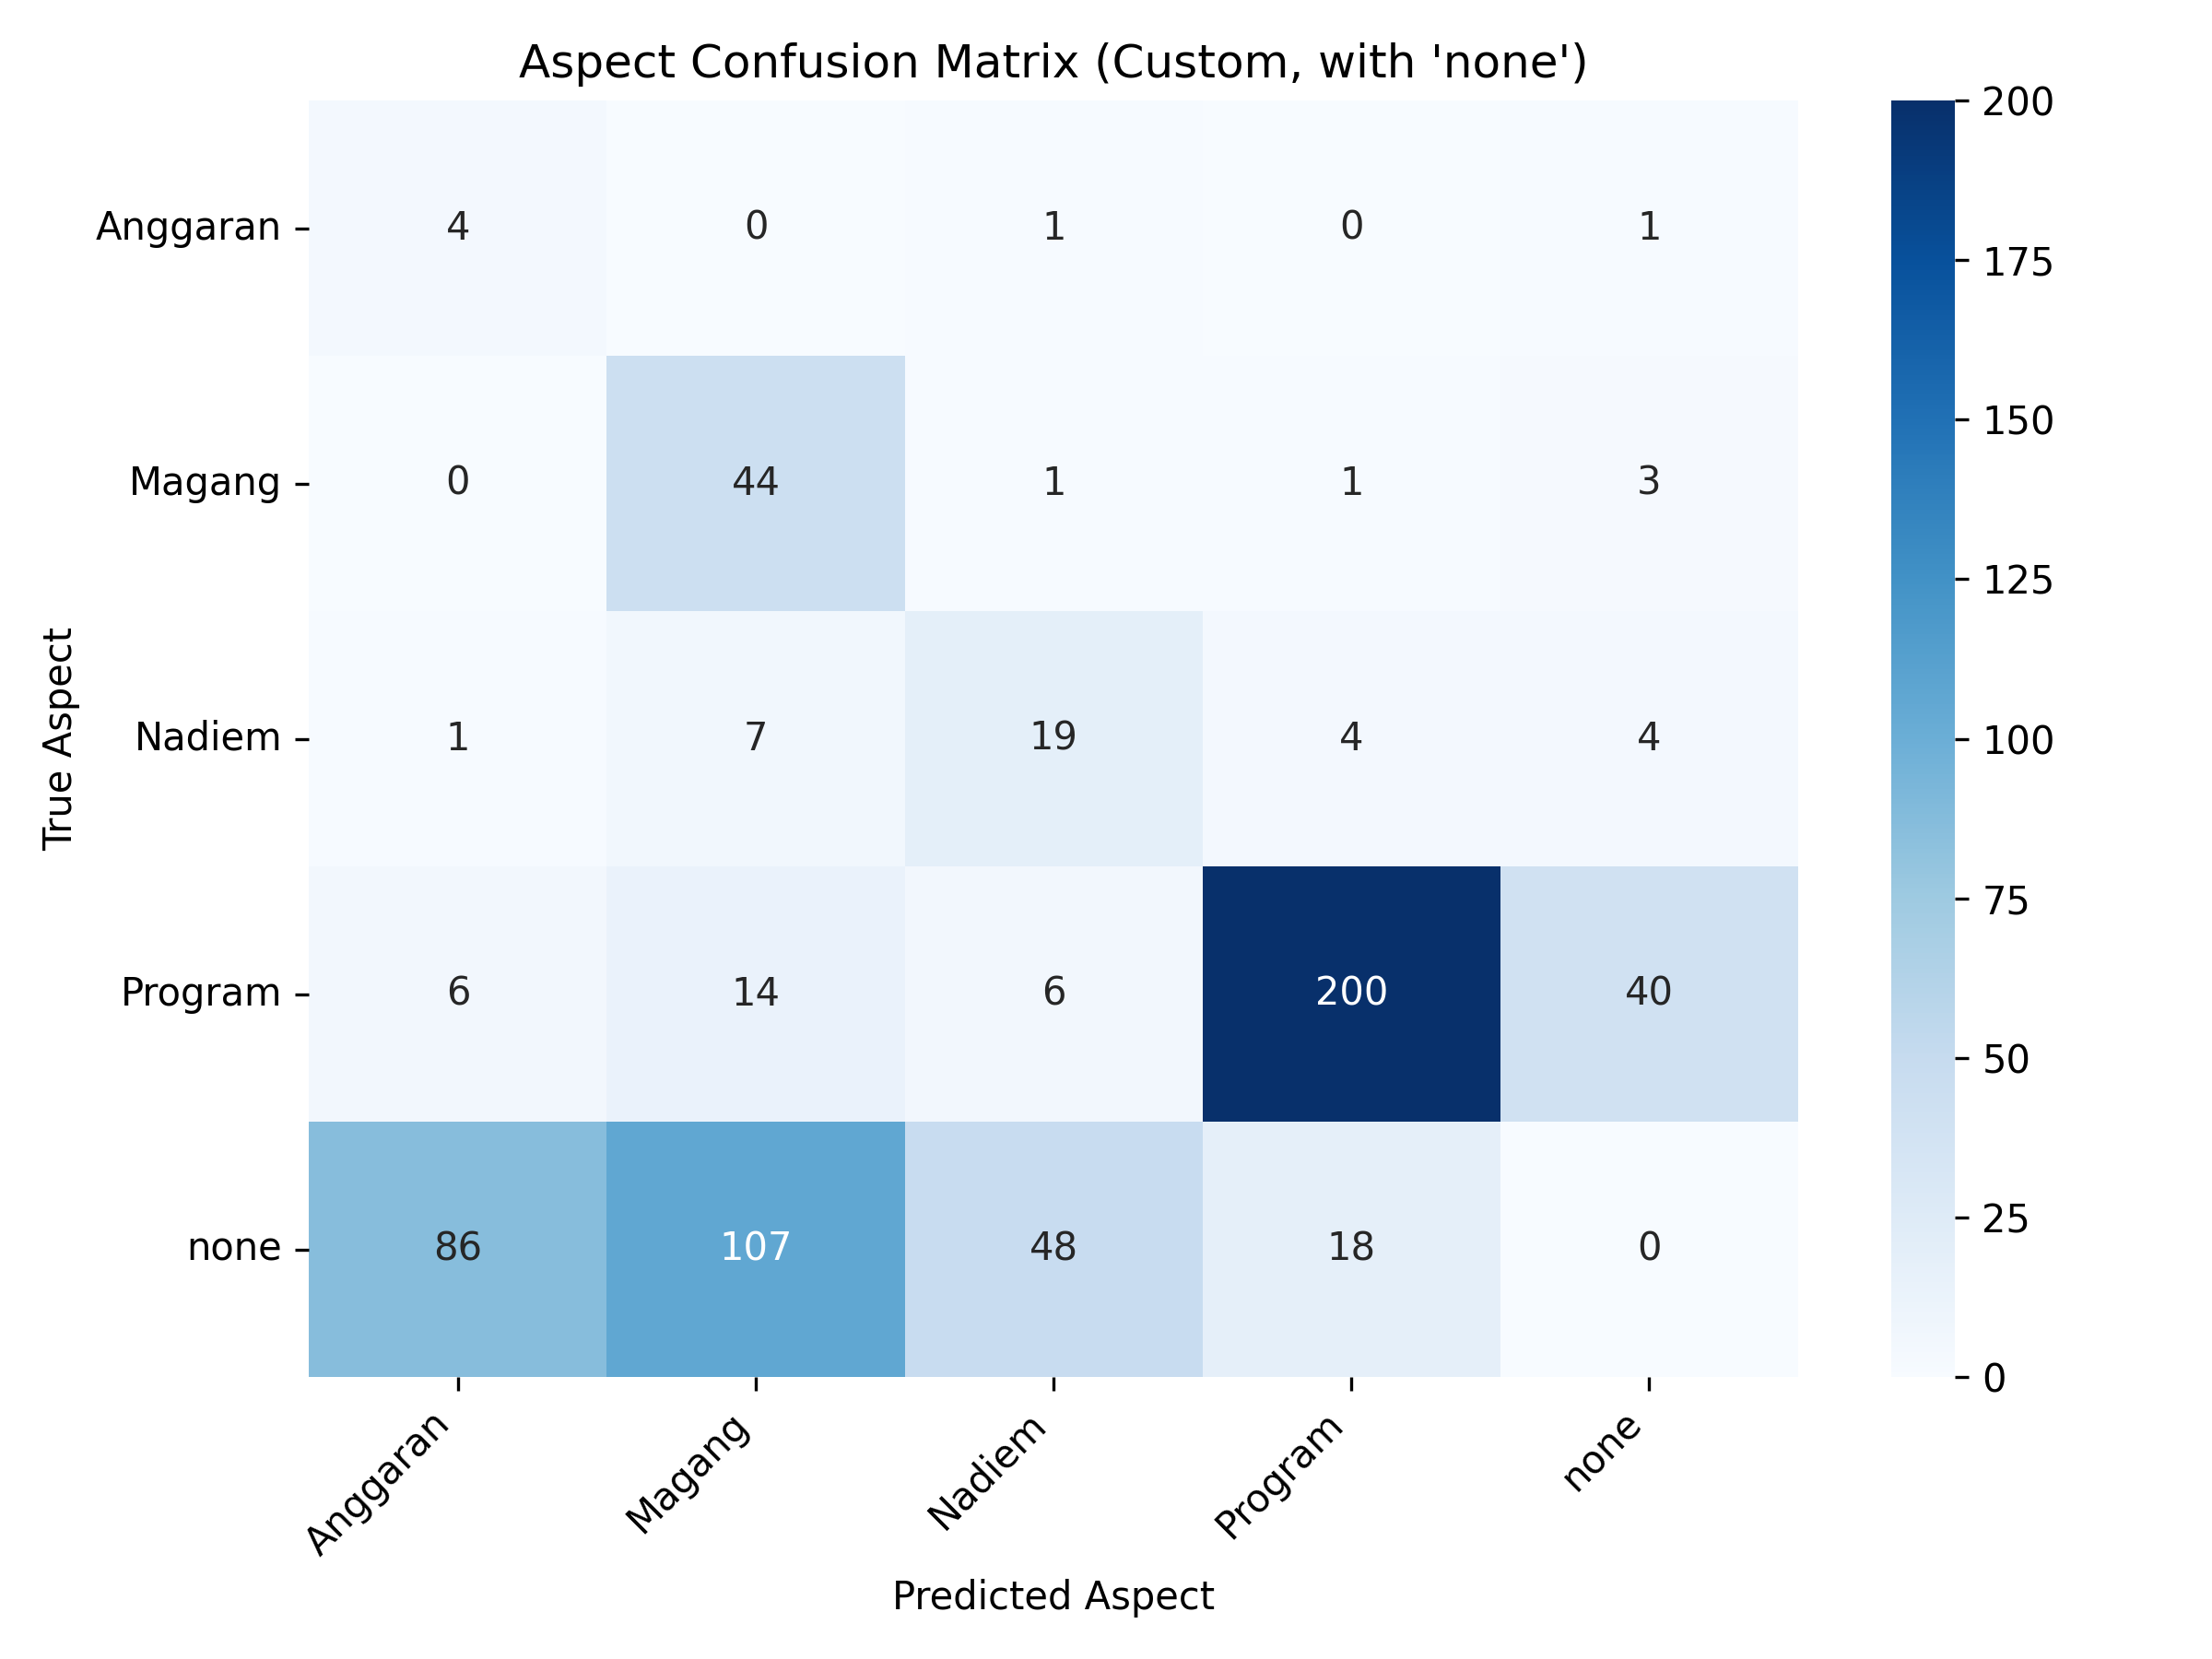 Aspect Confusion Matrix (Custom, with 'none')
True Aspect
Anggaran 4 0 1 0 1
Magang 0 44 1 1 3
Nadiem 1 7 19 4 4
Program 6 14 6 200 40
none 86 107 48 18 0
Anggaran Magang Nadiem Program none
Predicted Aspect
200
175
150
125
100
75
50
25
0